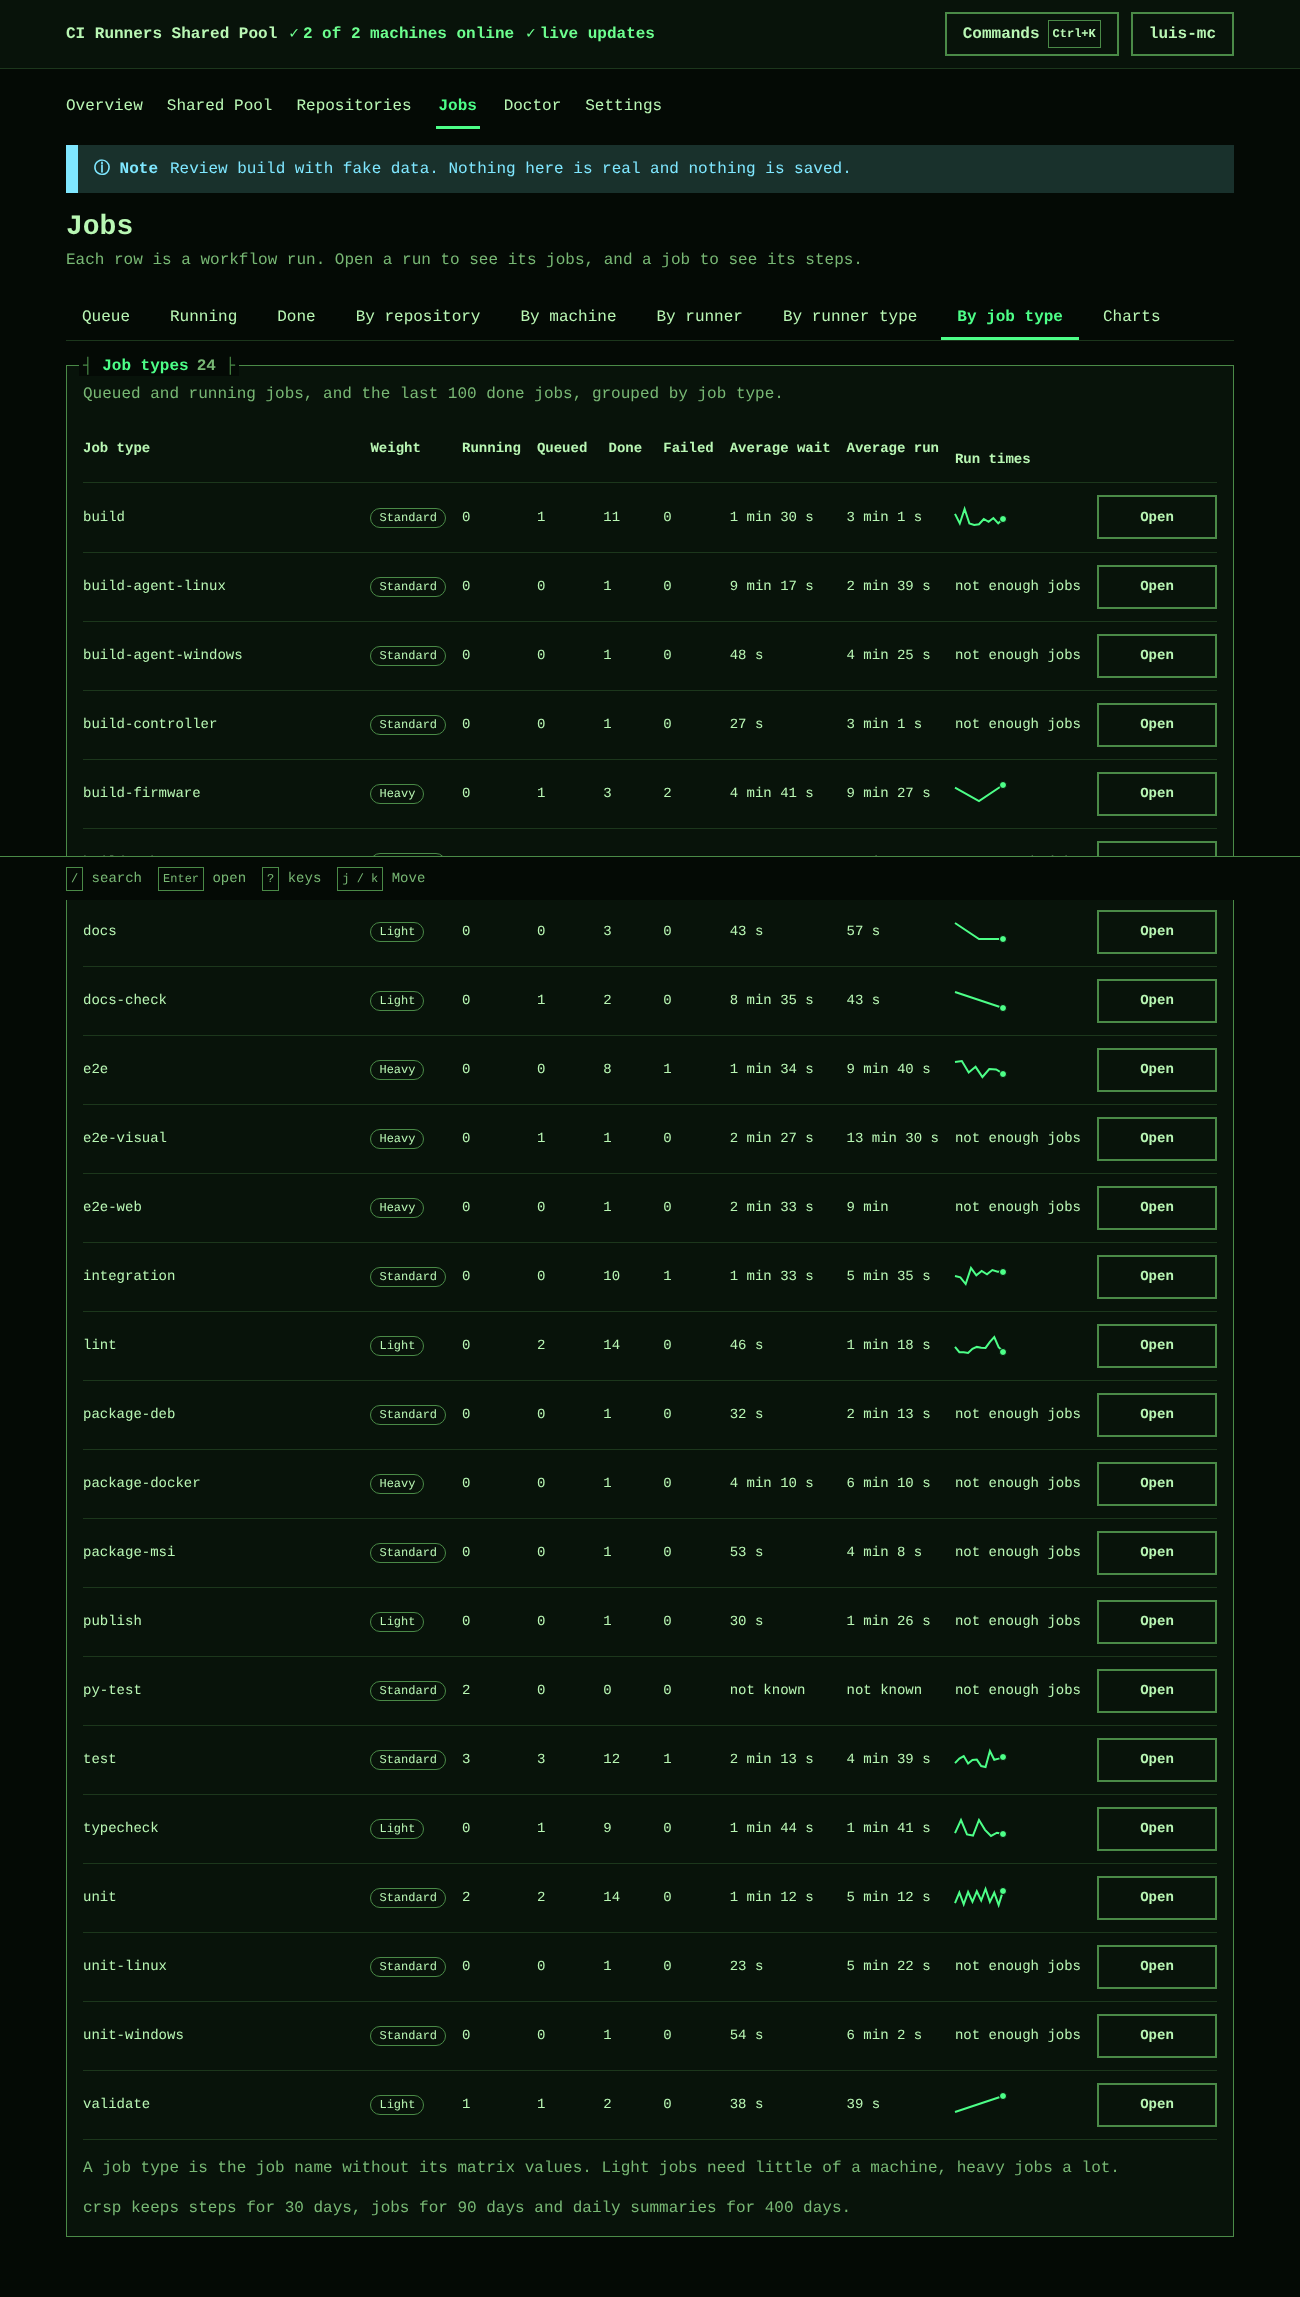 CI Runners Shared Pool ✓ 2 of 2 machines online ✓ live updates Commands Ctrl+K luis-mc
Overview Shared Pool Repositories Jobs Doctor Settings
ⓘ Note Review build with fake data. Nothing here is real and nothing is saved.
Jobs
Each row is a workflow run. Open a run to see its jobs, and a job to see its steps.
Queue Running Done By repository By machine By runner By runner type By job type Charts
Job types 24
Queued and running jobs, and the last 100 done jobs, grouped by job type.
Job type Weight Running Queued Done Failed Average wait Average run Run times
build Standard 0 1 11 0 1 min 30 s 3 min 1 s Open
build-agent-linux Standard 0 0 1 0 9 min 17 s 2 min 39 s not enough jobs Open
build-agent-windows Standard 0 0 1 0 48 s 4 min 25 s not enough jobs Open
build-controller Standard 0 0 1 0 27 s 3 min 1 s not enough jobs Open
build-firmware Heavy 0 1 3 2 4 min 41 s 9 min 27 s Open
/ search Enter open ? keys j / k Move
docs Light 0 0 3 0 43 s 57 s Open
docs-check Light 0 1 2 0 8 min 35 s 43 s Open
e2e Heavy 0 0 8 1 1 min 34 s 9 min 40 s Open
e2e-visual Heavy 0 1 1 0 2 min 27 s 13 min 30 s not enough jobs Open
e2e-web Heavy 0 0 1 0 2 min 33 s 9 min not enough jobs Open
integration Standard 0 0 10 1 1 min 33 s 5 min 35 s Open
lint Light 0 2 14 0 46 s 1 min 18 s Open
package-deb Standard 0 0 1 0 32 s 2 min 13 s not enough jobs Open
package-docker Heavy 0 0 1 0 4 min 10 s 6 min 10 s not enough jobs Open
package-msi Standard 0 0 1 0 53 s 4 min 8 s not enough jobs Open
publish Light 0 0 1 0 30 s 1 min 26 s not enough jobs Open
py-test Standard 2 0 0 0 not known not known not enough jobs Open
test Standard 3 3 12 1 2 min 13 s 4 min 39 s Open
typecheck Light 0 1 9 0 1 min 44 s 1 min 41 s Open
unit Standard 2 2 14 0 1 min 12 s 5 min 12 s Open
unit-linux Standard 0 0 1 0 23 s 5 min 22 s not enough jobs Open
unit-windows Standard 0 0 1 0 54 s 6 min 2 s not enough jobs Open
validate Light 1 1 2 0 38 s 39 s Open
A job type is the job name without its matrix values. Light jobs need little of a machine, heavy jobs a lot.
crsp keeps steps for 30 days, jobs for 90 days and daily summaries for 400 days.